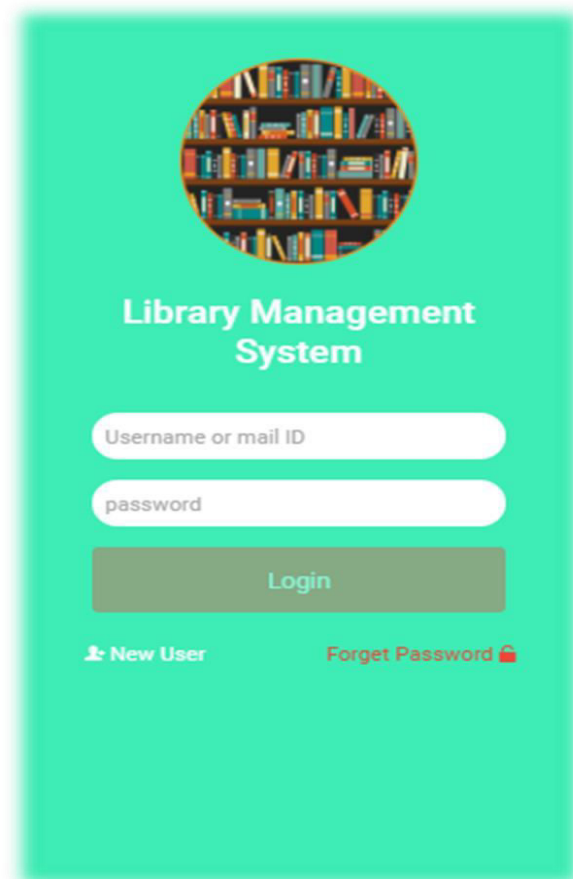 Library Management
System
Username or mail ID
password
Login
New User
Forget Password